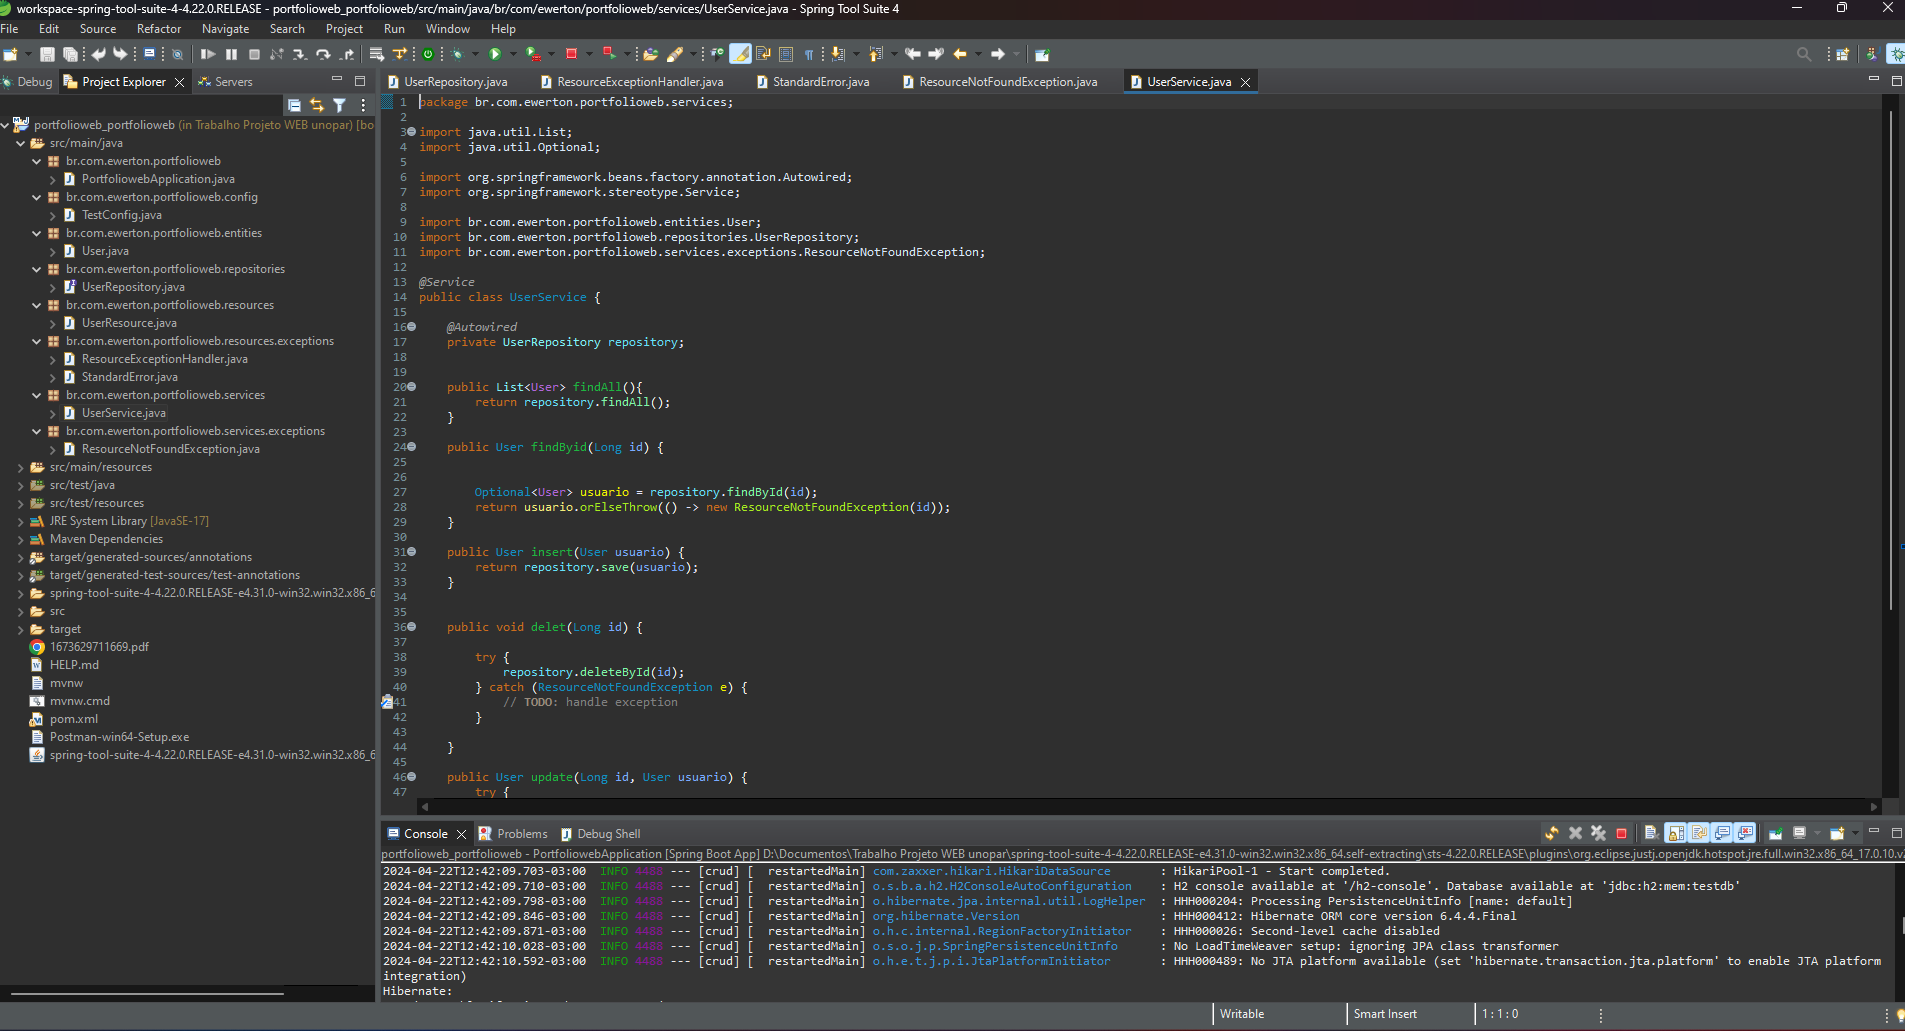 workspace-spring-tool-suite-4-4.22.0.RELEASE - portfolioweb_portfolioweb/src/main/java/br/com/ewerton/portfolioweb/services/UserService.java - Spring Tool Suite 4
File Edit Source Refactor Navigate Search Project Run Window Help
Debug Project Explorer Servers
UserRepository.java ResourceExceptionHandler.java StandardError.java ResourceNotFoundException.java UserService.java
portfolioweb_portfolioweb (in Trabalho Projeto WEB unopar) [bo
src/main/java
br.com.ewerton.portfolioweb
PortfoliowebApplication.java
br.com.ewerton.portfolioweb.config
TestConfig.java
br.com.ewerton.portfolioweb.entities
User.java
br.com.ewerton.portfolioweb.repositories
UserRepository.java
br.com.ewerton.portfolioweb.resources
UserResource.java
br.com.ewerton.portfolioweb.resources.exceptions
ResourceExceptionHandler.java
StandardError.java
br.com.ewerton.portfolioweb.services
UserService.java
br.com.ewerton.portfolioweb.services.exceptions
ResourceNotFoundException.java
src/main/resources
src/test/java
src/test/resources
JRE System Library [JavaSE-17]
Maven Dependencies
target/generated-sources/annotations
target/generated-test-sources/test-annotations
spring-tool-suite-4-4.22.0.RELEASE-e4.31.0-win32.win32.x86_6
src
target
1673629711669.pdf
HELP.md
mvnw
mvnw.cmd
pom.xml
Postman-win64-Setup.exe
spring-tool-suite-4-4.22.0.RELEASE-e4.31.0-win32.win32.x86_6
1 package br.com.ewerton.portfolioweb.services;
2
3 import java.util.List;
4 import java.util.Optional;
5
6 import org.springframework.beans.factory.annotation.Autowired;
7 import org.springframework.stereotype.Service;
8
9 import br.com.ewerton.portfolioweb.entities.User;
10 import br.com.ewerton.portfolioweb.repositories.UserRepository;
11 import br.com.ewerton.portfolioweb.services.exceptions.ResourceNotFoundException;
12
13 @Service
14 public class UserService {
15
16 @Autowired
17 private UserRepository repository;
18
19
20 public List<User> findAll(){
21 return repository.findAll();
22 }
23
24 public User findByid(Long id) {
25
26
27 Optional<User> usuario = repository.findById(id);
28 return usuario.orElseThrow(() -> new ResourceNotFoundException(id));
29 }
30
31 public User insert(User usuario) {
32 return repository.save(usuario);
33 }
34
35
36 public void delet(Long id) {
37
38 try {
39 repository.deleteById(id);
40 } catch (ResourceNotFoundException e) {
41 // TODO: handle exception
42 }
43
44 }
45
46 public User update(Long id, User usuario) {
47 try {
Console Problems Debug Shell
portfolioweb_portfolioweb - PortfoliowebApplication [Spring Boot App] D:\Documentos\Trabalho Projeto WEB unopar\spring-tool-suite-4-4.22.0.RELEASE-e4.31.0-win32.win32.x86_64.self-extracting\sts-4.22.0.RELEASE\plugins\org.eclipse.justj.openjdk.hotspot.jre.full.win32.x86_64_17.0.10.v
2024-04-22T12:42:09.703-03:00 INFO 4488 --- [crud] [ restartedMain] com.zaxxer.hikari.HikariDataSource : HikariPool-1 - Start completed.
2024-04-22T12:42:09.710-03:00 INFO 4488 --- [crud] [ restartedMain] o.s.b.a.h2.H2ConsoleAutoConfiguration : H2 console available at '/h2-console'. Database available at 'jdbc:h2:mem:testdb'
2024-04-22T12:42:09.798-03:00 INFO 4488 --- [crud] [ restartedMain] o.hibernate.jpa.internal.util.LogHelper : HHH000204: Processing PersistenceUnitInfo [name: default]
2024-04-22T12:42:09.846-03:00 INFO 4488 --- [crud] [ restartedMain] org.hibernate.Version : HHH000412: Hibernate ORM core version 6.4.4.Final
2024-04-22T12:42:09.871-03:00 INFO 4488 --- [crud] [ restartedMain] o.h.c.internal.RegionFactoryInitiator : HHH000026: Second-level cache disabled
2024-04-22T12:42:10.028-03:00 INFO 4488 --- [crud] [ restartedMain] o.s.o.j.p.SpringPersistenceUnitInfo : No LoadTimeWeaver setup: ignoring JPA class transformer
2024-04-22T12:42:10.592-03:00 INFO 4488 --- [crud] [ restartedMain] o.h.e.t.j.p.i.JtaPlatformInitiator : HHH000489: No JTA platform available (set 'hibernate.transaction.jta.platform' to enable JTA platform
integration)
Hibernate:
Writable Smart Insert 1 : 1 : 0